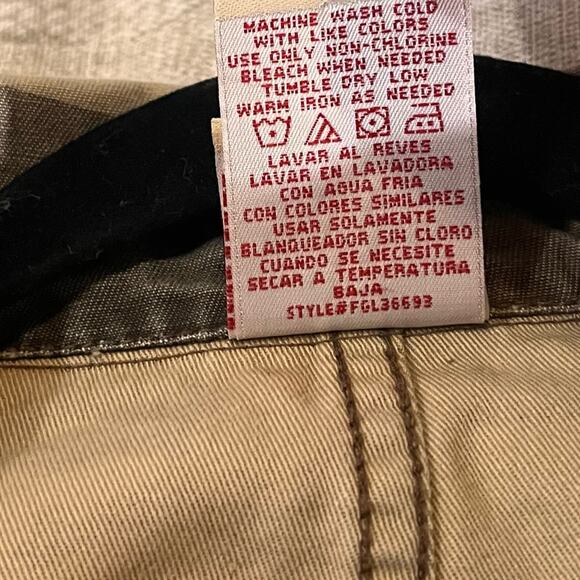 MACHINE WASH COLD
WITH LIKE COLORS
USE ONLY NON-CHLORINE
BLEACH WHEN NEEDED
TUMBLE DRY LOW
WARM IRON AS NEEDED
LAVAR AL REVES
LAVAR EN LAVADORA
CON AGUA FRIA
CON COLORES SIMILARES
USAR SOLAMENTE
BLANQUEADOR SIN CLORO
CUANDO SE NECESITE
SECAR A TEMPERATURA
BAJA
STYLE#FGL36693